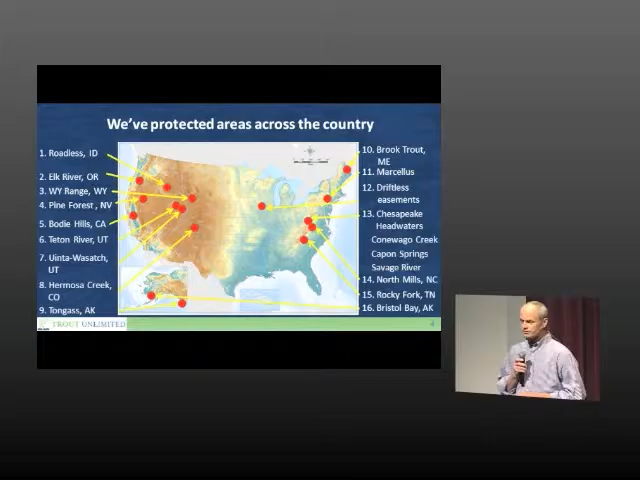 We've protected areas across the country
1. Roadless, ID
2. Elk River, OR
3. WY Range, WY
4. Pine Forest , NV
5. Bodie Hills, CA
6. Teton River, UT
7. Uinta-Wasatch,
UT
8. Hermosa Creek,
CO
9. Tongass, AK
10. Brook Trout,
ME
11. Marcellus
12. Driftless
easements
13. Chesapeake
Headwaters
Conewago Creek
Capon Springs
Savage River
14. North Mills, NC
15. Rocky Fork, TN
16. Bristol Bay, AK
TROUT UNLIMITED
4